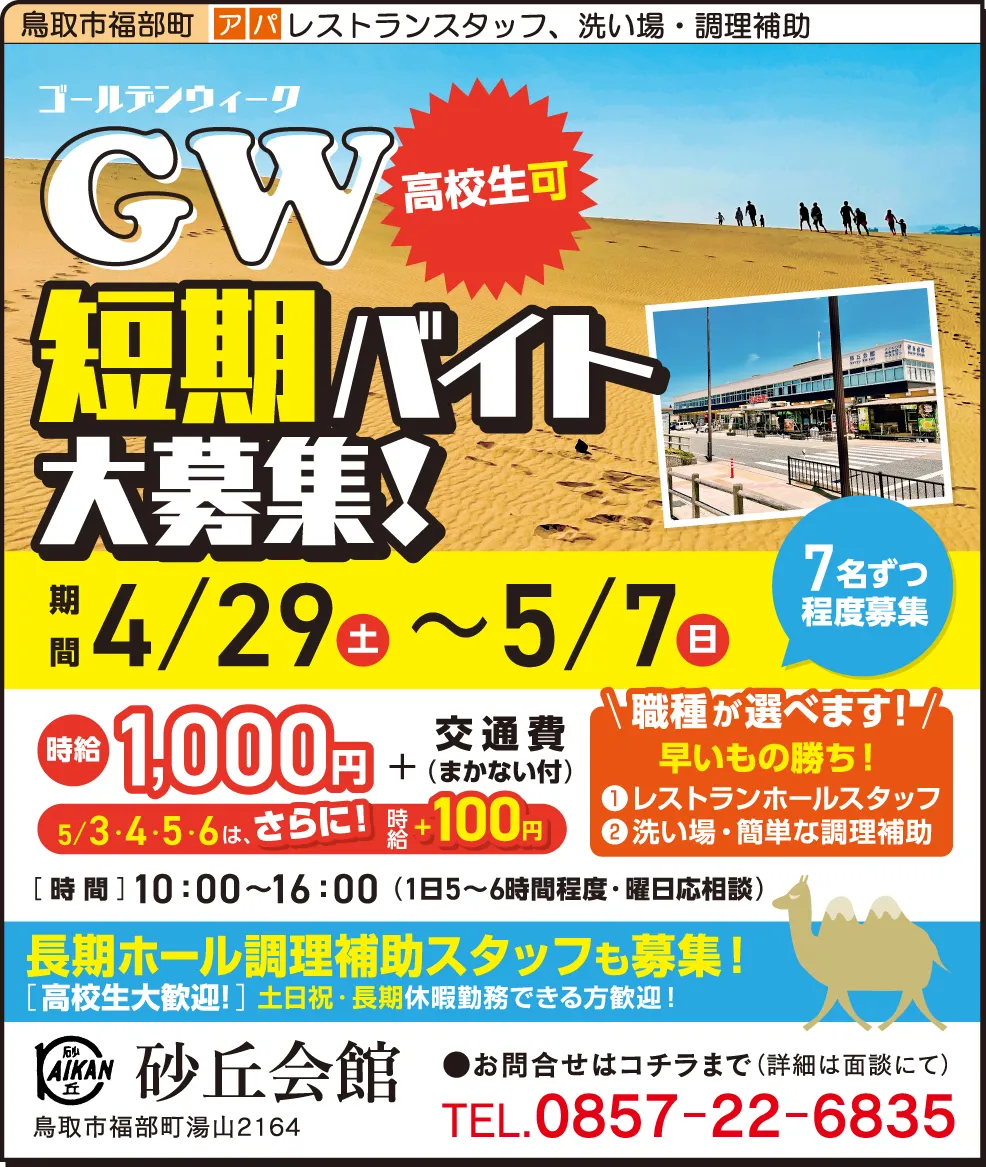 鳥取市福部町 アパ レストランスタッフ、洗い場・調理補助
ゴールデンウィーク
GW
高校生可
短期バイト
大募集!
7名ずつ
程度募集
期間 4/29土～5/7日
時給1,000円+交通費
(まかない付)
5/3・4・5・6は、さらに!時給+100円
職種が選べます!
早いもの勝ち!
❶レストランホールスタッフ
❷洗い場・簡単な調理補助
[時間]10:00～16:00(1日5～6時間程度・曜日応相談)
長期ホール調理補助スタッフも募集!
[高校生大歓迎!]土日祝・長期休暇勤務できる方歓迎!
砂
KAIKAN
丘
砂丘会館
鳥取市福部町湯山2164
●お問合せはコチラまで(詳細は面談にて)
TEL.0857-22-6835